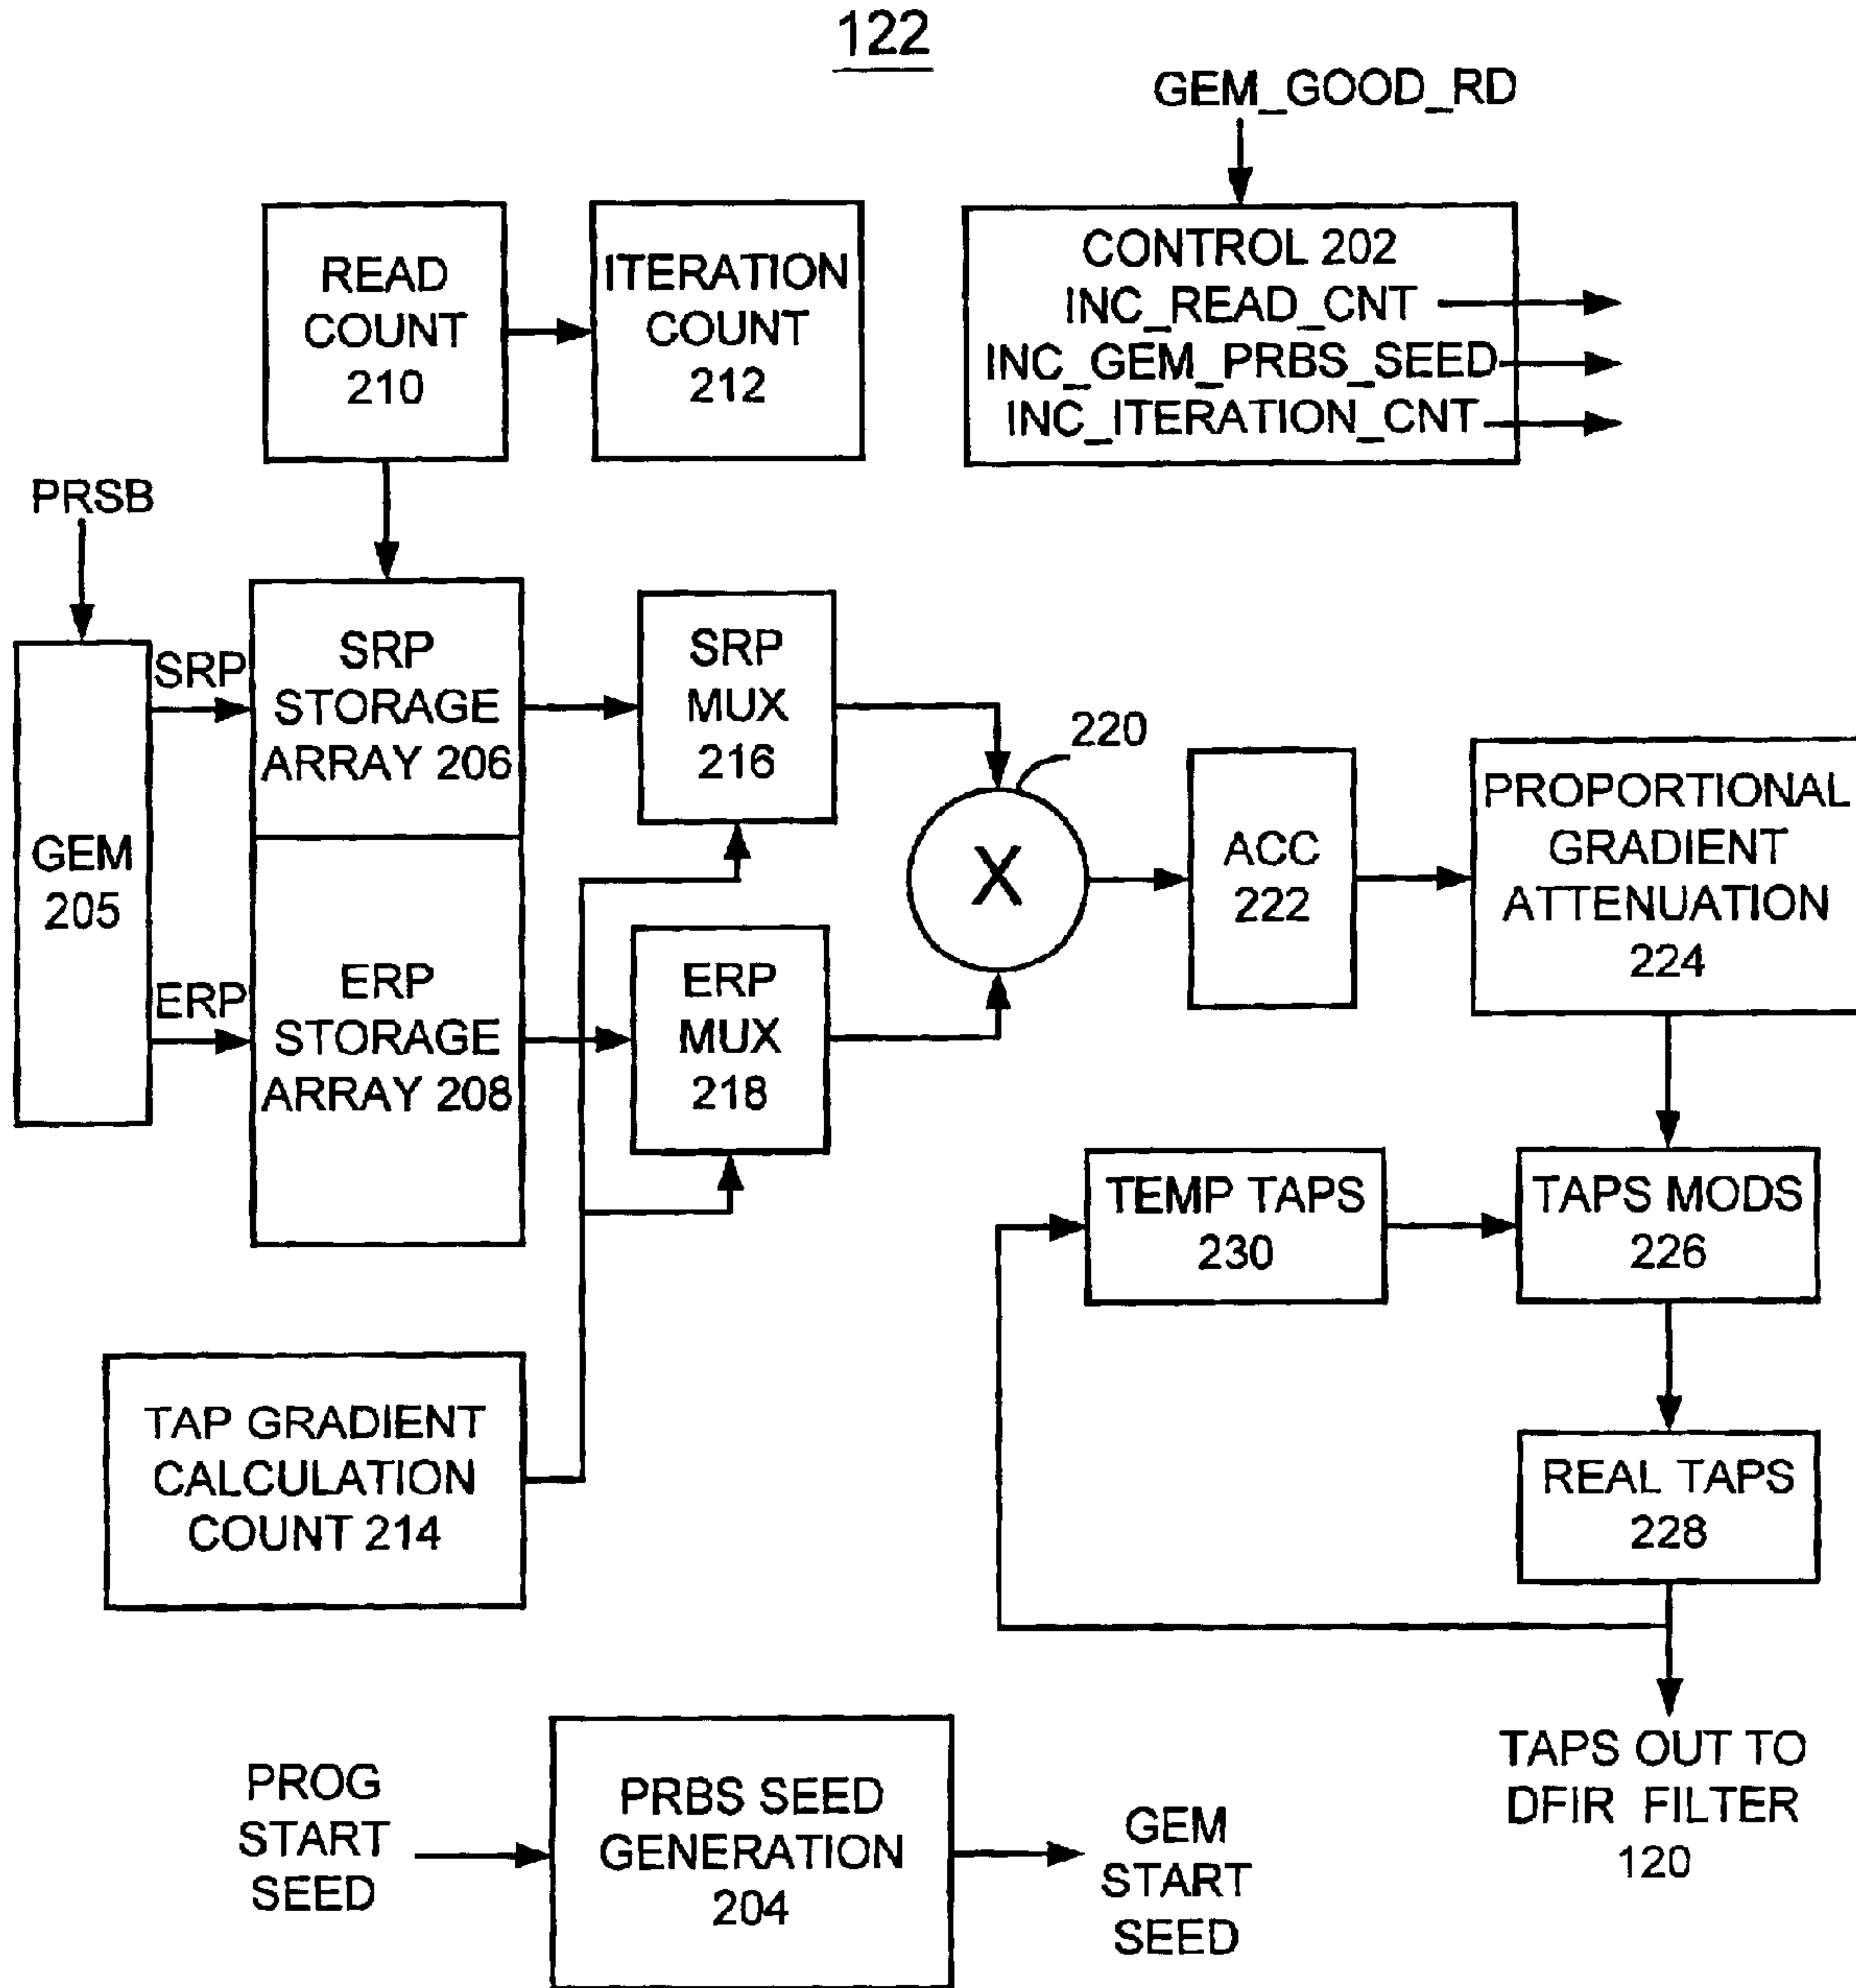 122
GEM_GOOD_RD
READ
COUNT
210
ITERATION
COUNT
212
CONTROL 202
INC_READ_CNT
INC_GEM_PRBS_SEED
INC_ITERATION_CNT
PRSB
GEM
205
SRP
ERP
SRP
STORAGE
ARRAY 206
ERP
STORAGE
ARRAY 208
SRP
MUX
216
ERP
MUX
218
220
X
ACC
222
PROPORTIONAL
GRADIENT
ATTENUATION
224
TEMP TAPS
230
TAPS MODS
226
TAP GRADIENT
CALCULATION
COUNT 214
REAL TAPS
228
TAPS OUT TO
DFIR FILTER
120
PROG
START
SEED
PRBS SEED
GENERATION
204
GEM
START
SEED